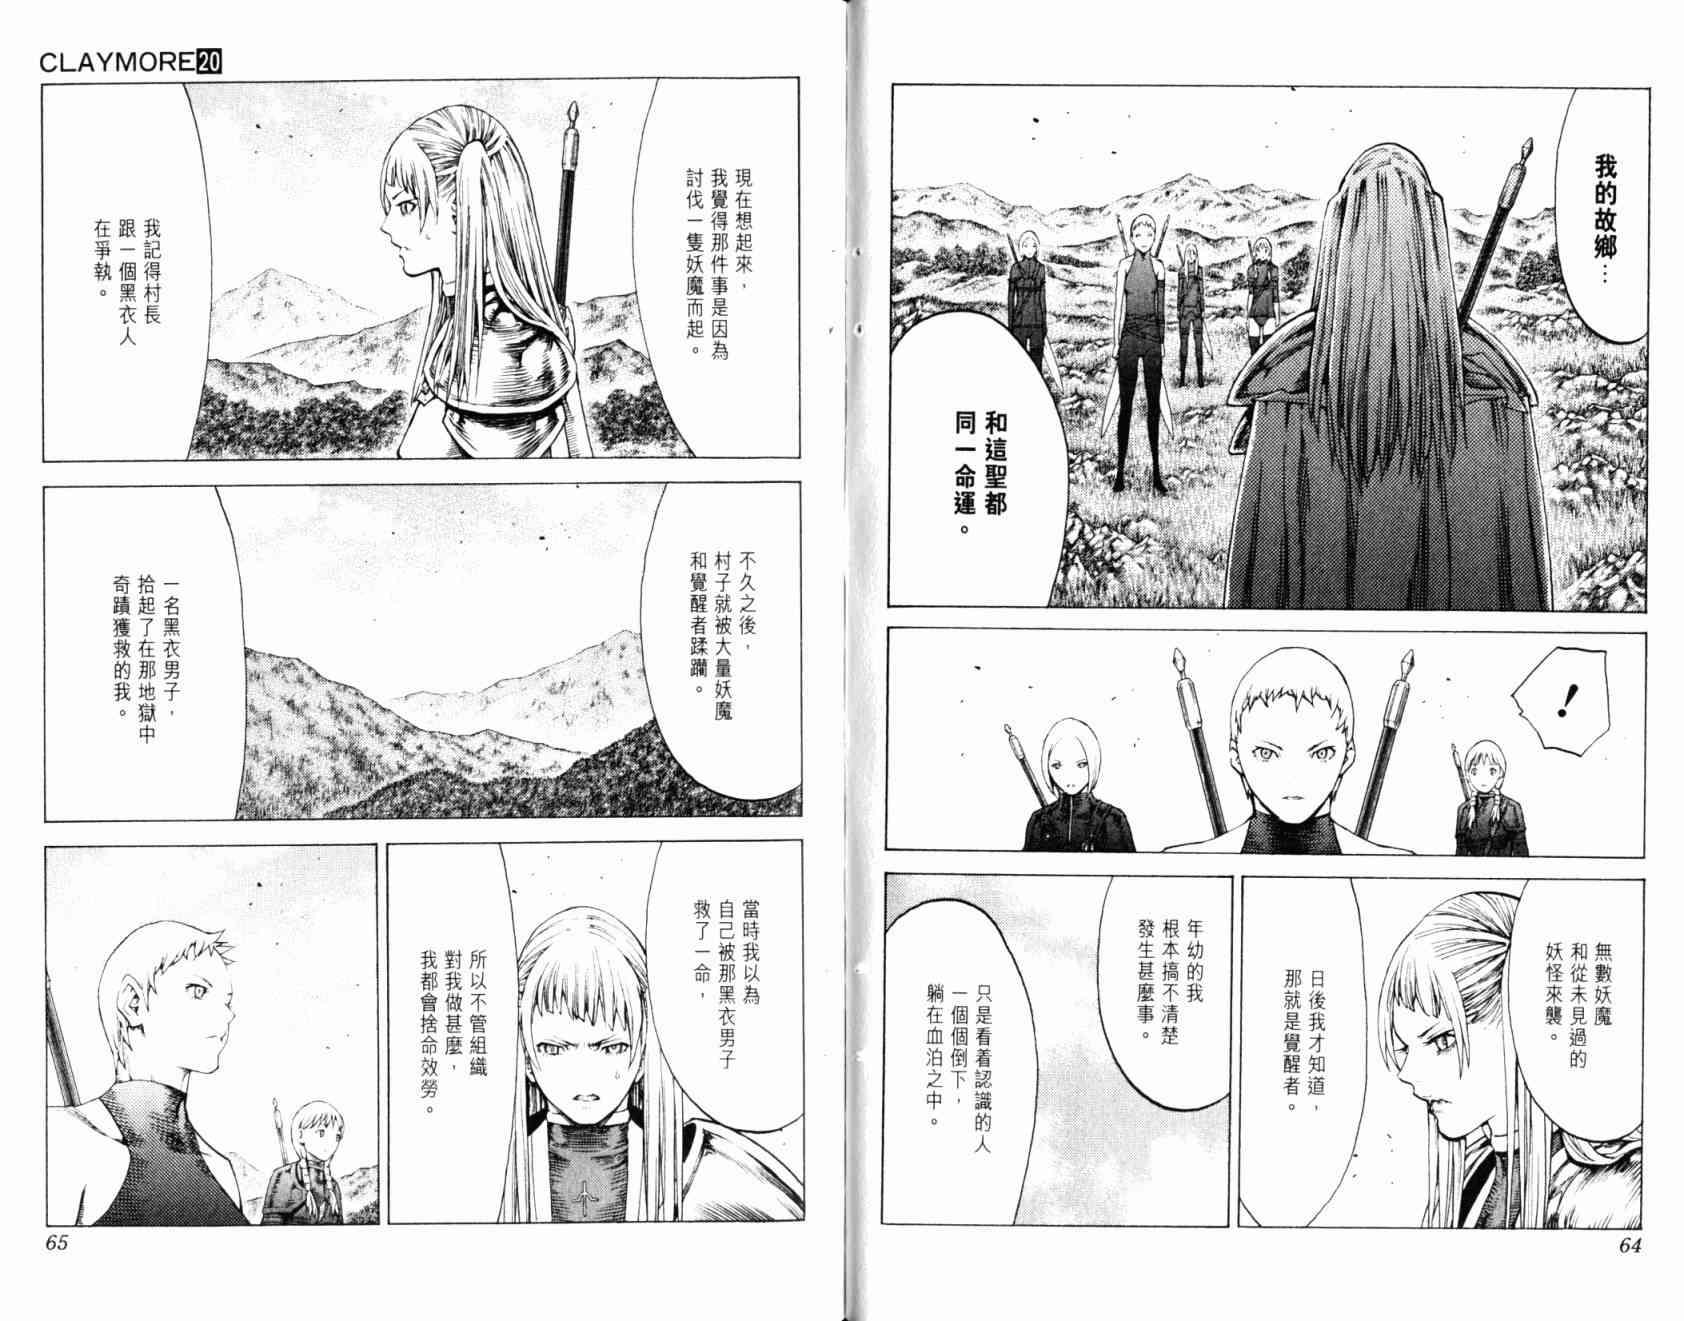 我的故鄉…
和這聖都
同一命運。
！
無數妖魔
和從未見過的
妖怪來襲。
日後我才知道，
那就是覺醒者。
年幼的我
根本搞不清楚
發生甚麼事。
只是看着認識的人
一個個倒下，
躺在血泊之中。
64
CLAYMORE20
現在想起來，
我覺得那件事是因為
討伐一隻妖魔而起。
我記得村長
跟一個黑衣人
在爭執。
不久之後，
村子就被大量妖魔
和覺醒者蹂躪。
一名黑衣男子，
拾起了在那地獄中
奇蹟獲救的我。
當時我以為
自己被那黑衣男子
救了一命，
所以不管組織
對我做甚麼，
我都會捨命效勞。
65